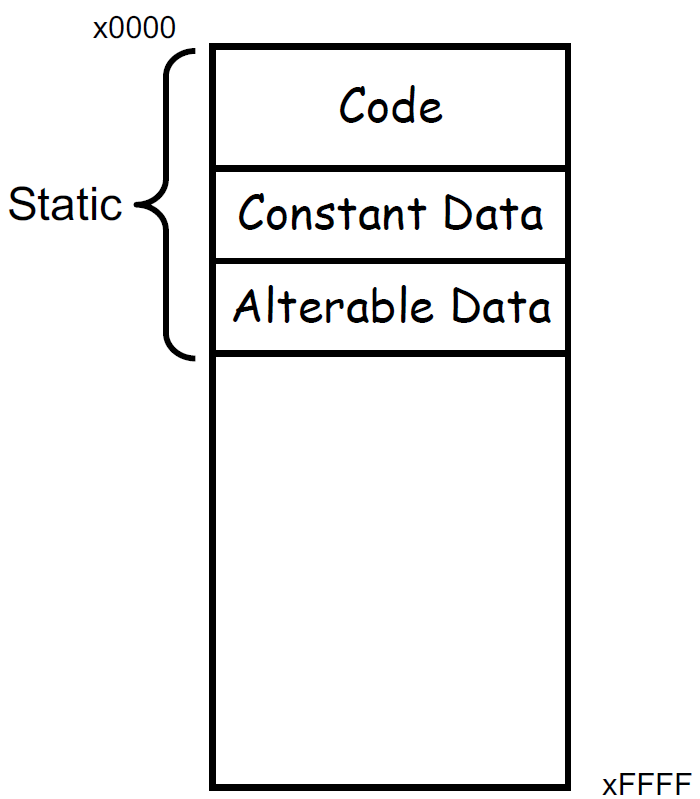 x0000
Code
Static
Constant Data
Alterable Data
xFFFF